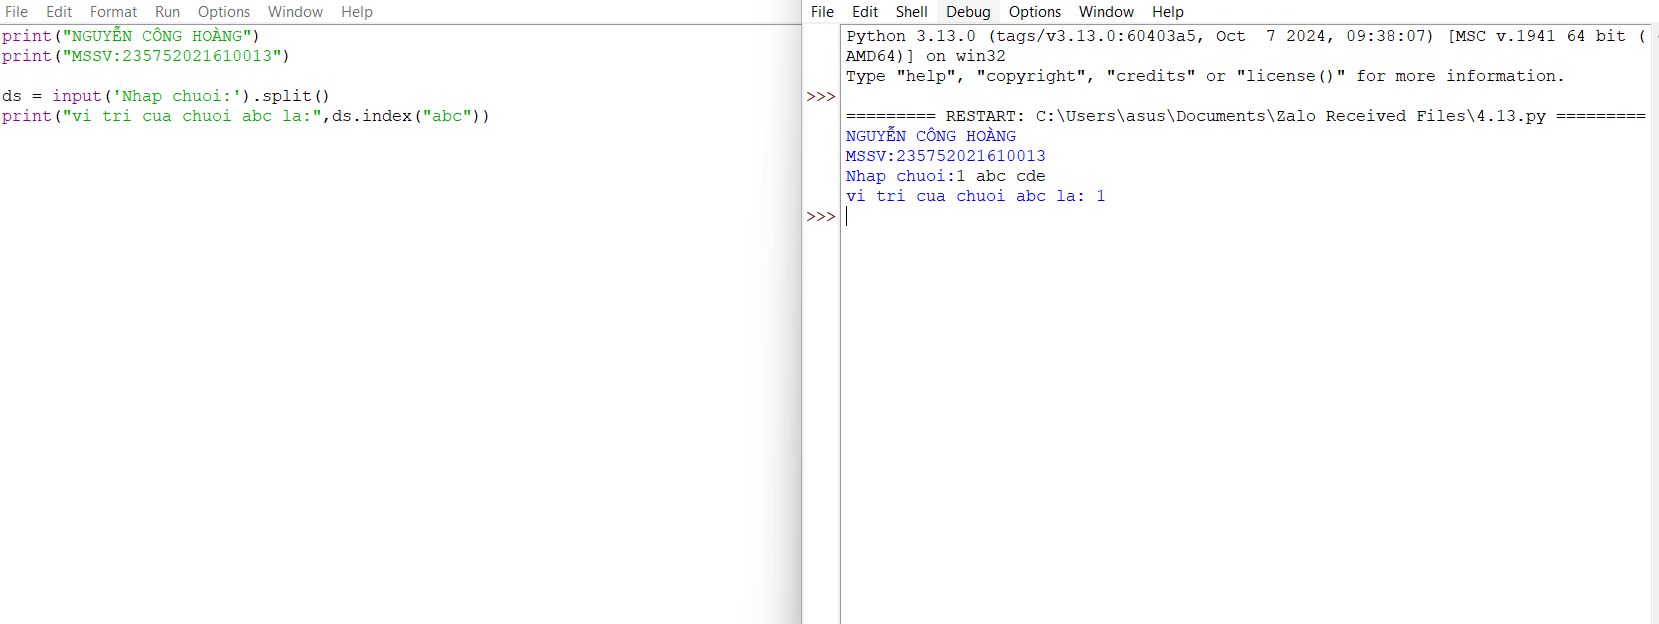 File Edit Format Run Options Window Help
print("NGUYỄN CÔNG HOÀNG")
print("MSSV:235752021610013")
ds = input('Nhap chuoi:').split()
print("vi tri cua chuoi abc la:",ds.index("abc"))
File Edit Shell Debug Options Window Help
Python 3.13.0 (tags/v3.13.0:60403a5, Oct  7 2024, 09:38:07) [MSC v.1941 64 bit (
AMD64)] on win32
Type "help", "copyright", "credits" or "license()" for more information.
>>>
========= RESTART: C:\Users\asus\Documents\Zalo Received Files\4.13.py =========
NGUYỄN CÔNG HOÀNG
MSSV:235752021610013
Nhap chuoi:1 abc cde
vi tri cua chuoi abc la: 1
>>>